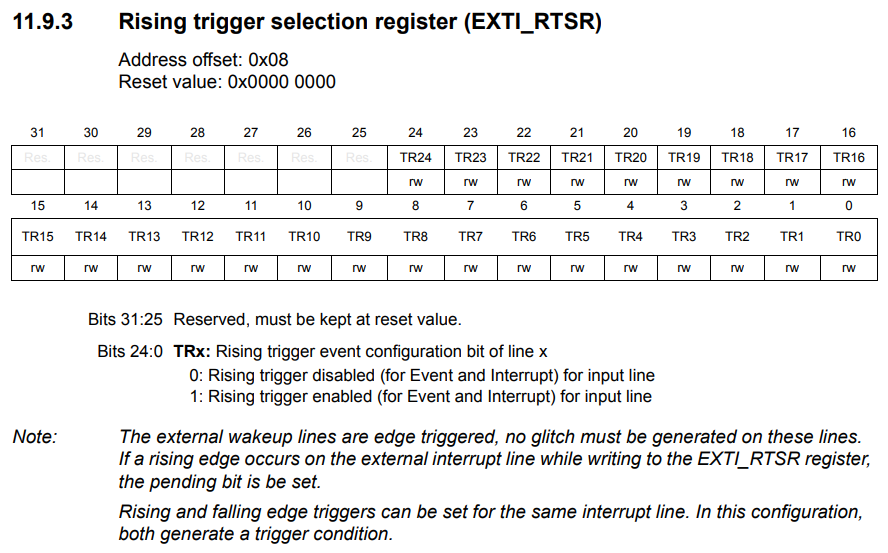 11.9.3 Rising trigger selection register (EXTI_RTSR)
Address offset: 0x08
Reset value: 0x0000 0000
31 30 29 28 27 26 25 24 23 22 21 20 19 18 17 16
Res. Res. Res. Res. Res. Res. Res. TR24 TR23 TR22 TR21 TR20 TR19 TR18 TR17 TR16
rw rw rw rw rw rw rw rw rw
15 14 13 12 11 10 9 8 7 6 5 4 3 2 1 0
TR15 TR14 TR13 TR12 TR11 TR10 TR9 TR8 TR7 TR6 TR5 TR4 TR3 TR2 TR1 TR0
rw rw rw rw rw rw rw rw rw rw rw rw rw rw rw rw
Bits 31:25 Reserved, must be kept at reset value.
Bits 24:0 TRx: Rising trigger event configuration bit of line x
0: Rising trigger disabled (for Event and Interrupt) for input line
1: Rising trigger enabled (for Event and Interrupt) for input line
Note: The external wakeup lines are edge triggered, no glitch must be generated on these lines.
If a rising edge occurs on the external interrupt line while writing to the EXTI_RTSR register,
the pending bit is be set.
Rising and falling edge triggers can be set for the same interrupt line. In this configuration,
both generate a trigger condition.